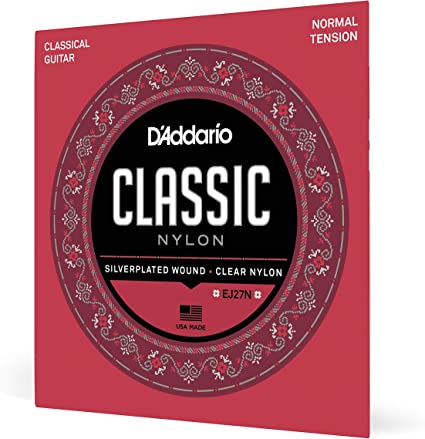 CLASSICAL
GUITAR
NORMAL
TENSION
D'Addario
CLASSIC
NYLON
SILVERPLATED WOUND • CLEAR NYLON
EJ27N
USA MADE